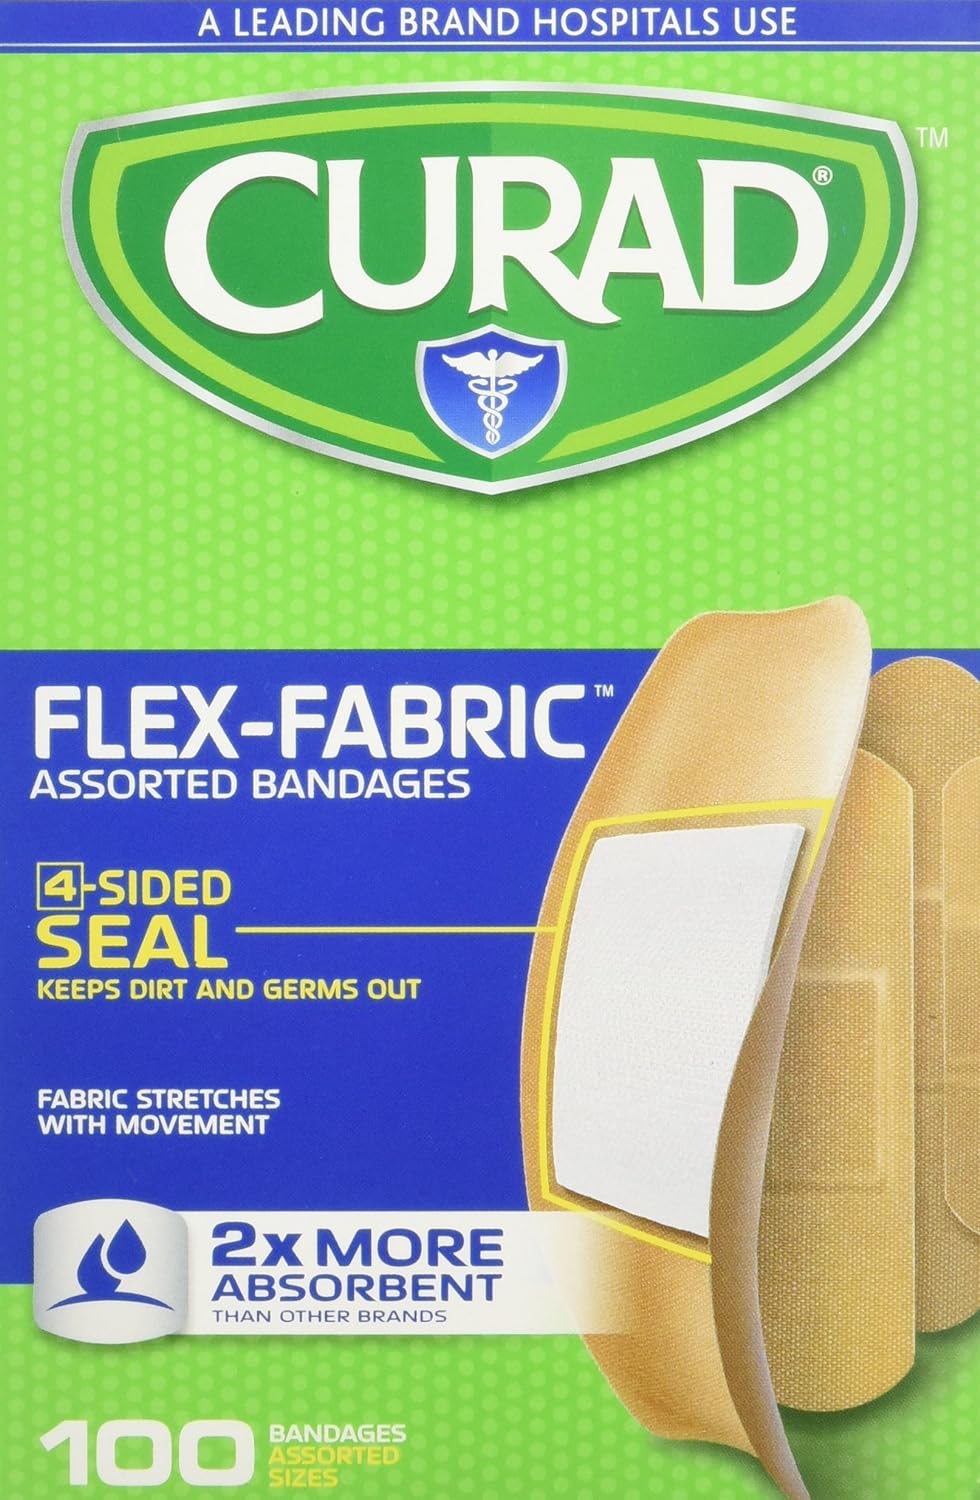 A LEADING BRAND HOSPITALS USE
CURAD® ™
FLEX-FABRIC™
ASSORTED BANDAGES
4-SIDED
SEAL
KEEPS DIRT AND GERMS OUT
FABRIC STRETCHES
WITH MOVEMENT
2x MORE
ABSORBENT
THAN OTHER BRANDS
100 BANDAGES
ASSORTED
SIZES